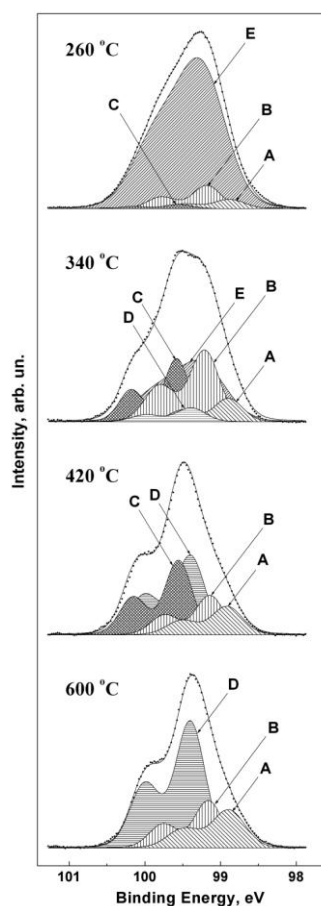 260 °C
E
C
B
A
340 °C
C
E
B
D
A
420 °C
D
C
B
A
600 °C
D
B
A
Intensity, arb. un.
101 100 99 98
Binding Energy, eV